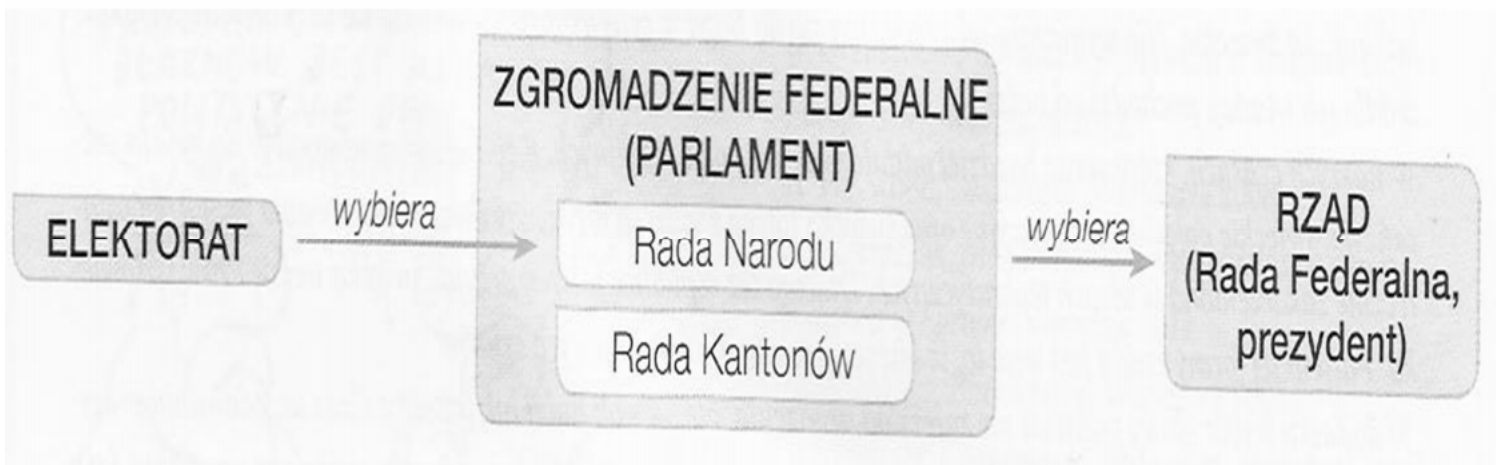 ZGROMADZENIE FEDERALNE
(PARLAMENT)
ELEKTORAT
wybiera
Rada Narodu
Rada Kantonów
wybiera
RZĄD
(Rada Federalna,
prezydent)